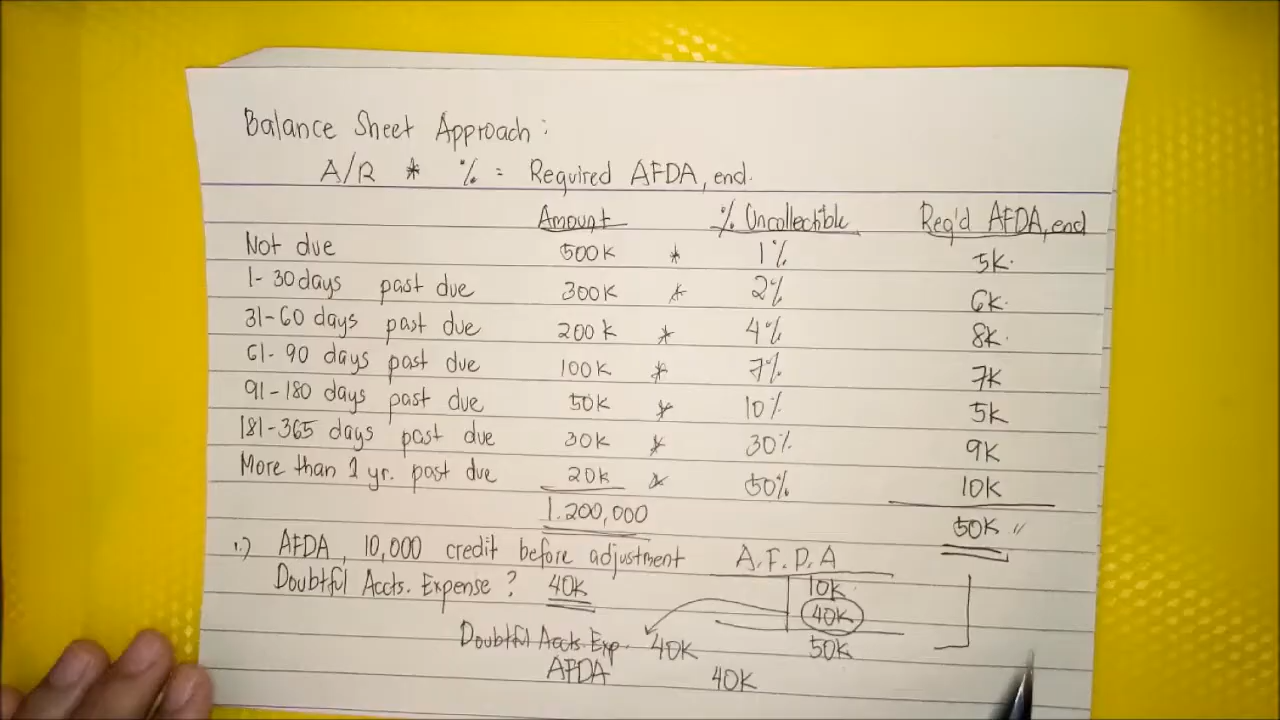 Balance Sheet Approach:
A/R * % = Required AFDA, end.
Amount % Uncollectible Req'd AFDA, end
Not due 500K * 1% 5K.
1-30 days past due 300K * 2% 6K.
31-60 days past due 200K * 4% 8K.
61-90 days past due 100K * 7% 7K
91-180 days past due 50K * 10% 5K
181-365 days past due 30K * 30% 9K
More than 1 yr. past due 20K * 50% 10K
1,200,000 50K //
1.) AFDA, 10,000 credit before adjustment A.F.D.A
Doubtful Accts. Expense? 40K 10K
40K
Doubtful Accts. Exp. 40K 50K
AFDA 40K